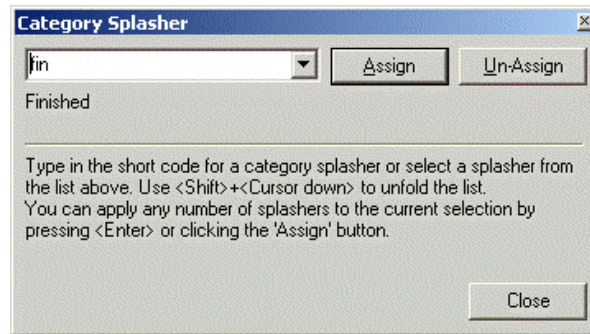 Category Splasher
fin
Assign
Un-Assign
Finished
Type in the short code for a category splasher or select a splasher from
the list above. Use <Shift>+<Cursor down> to unfold the list.
You can apply any number of splashers to the current selection by
pressing <Enter> or clicking the 'Assign' button.
Close